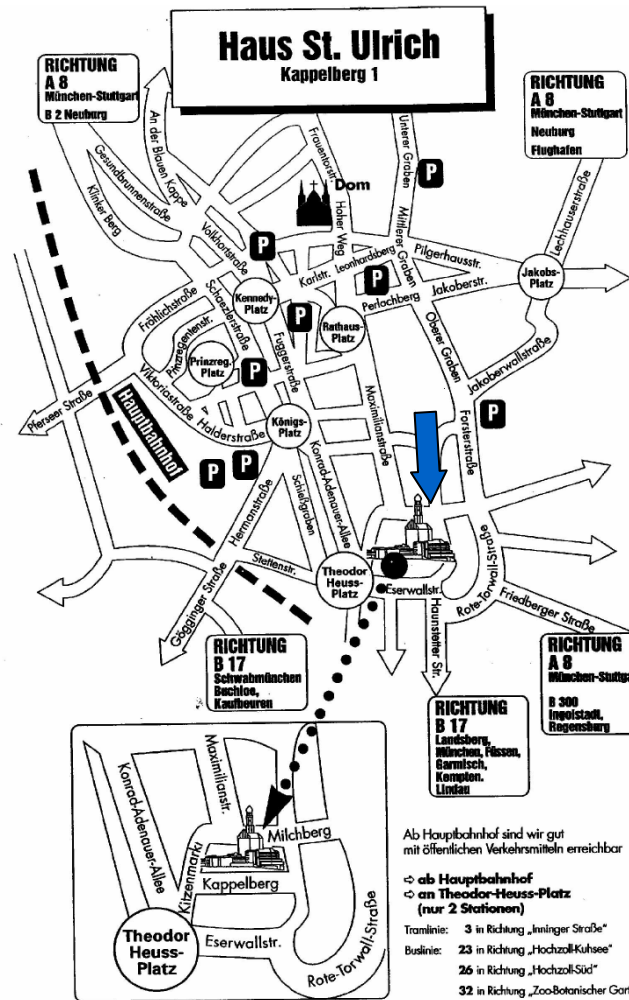 Haus St. Ulrich
Kappelberg 1
RICHTUNG
A 8
München-Stuttgart
B 2 Neuburg
RICHTUNG
A 8
München-Stuttgart
Neuburg
Flughafen
An der Blauen Kappe
Gesundbrunnenstraße
Klinker Berg
Volkhartstraße
Frauentorstr.
Hoher Weg
Dom
Unterer Graben
Mittlerer Graben
P
P
P
P
P
P
P
P
Karlstr.
Leonhardsberg
Pilgerhausstr.
Lechhauserstraße
Jakobs-
Platz
Jakoberstr.
Perlachberg
Oberer Graben
Jakoberwallstraße
Kennedy-
Platz
Rathaus-
Platz
Fröhlichstraße
Schaezlerstraße
Prinzregentenstr.
Prinzreg.
Platz
Fuggerstraße
Viktoriastraße
Pferseer Straße
Hauptbahnhof
Halderstraße
Königs-
Platz
Maximilianstraße
Forsterstraße
Konrad-Adenauer-Allee
Schießgraben
Hermanstraße
Stettenstr.
Gögginger Straße
Theodor
Heuss-
Platz
Eserwallstr.
Haunstetter Str.
Rote-Torwall-Straße
Friedberger Straße
RICHTUNG
B 17
Schwabmünchen
Buchloe,
Kaufbeuren
RICHTUNG
B 17
Landsberg,
München, Füssen,
Garmisch,
Kempten.
Lindau
RICHTUNG
A 8
München-Stuttga
B 300
Ingolstadt,
Regensburg
Konrad-Adenauer-Allee
Maximilianstr.
Milchberg
Kitzenmarkt
Kappelberg
Theodor
Heuss-
Platz
Eserwallstr.
Rote-Torwall-Straße
Ab Hauptbahnhof sind wir gut
mit öffentlichen Verkehrsmitteln erreichbar
⇨ ab Hauptbahnhof
⇨ an Theodor-Heuss-Platz
(nur 2 Stationen)
Tramlinie: 3 in Richtung „Inninger Straße"
Buslinie: 23 in Richtung „Hochzoll-Kuhsee"
26 in Richtung „Hochzoll-Süd"
32 in Richtung „Zoo-Botanischer Gart